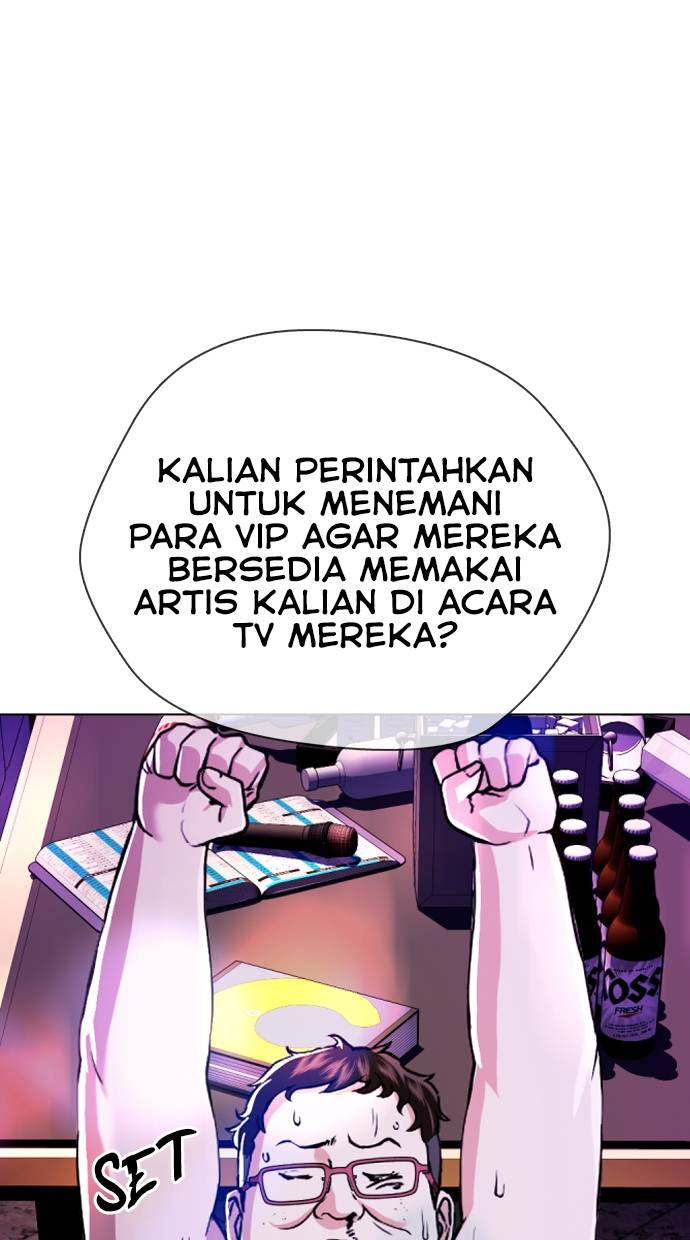 KALIAN PERINTAHKAN
UNTUK MENEMANI
PARA VIP AGAR MEREKA
BERSEDIA MEMAKAI
ARTIS KALIAN DI ACARA
TV MEREKA?
FRESH
SET